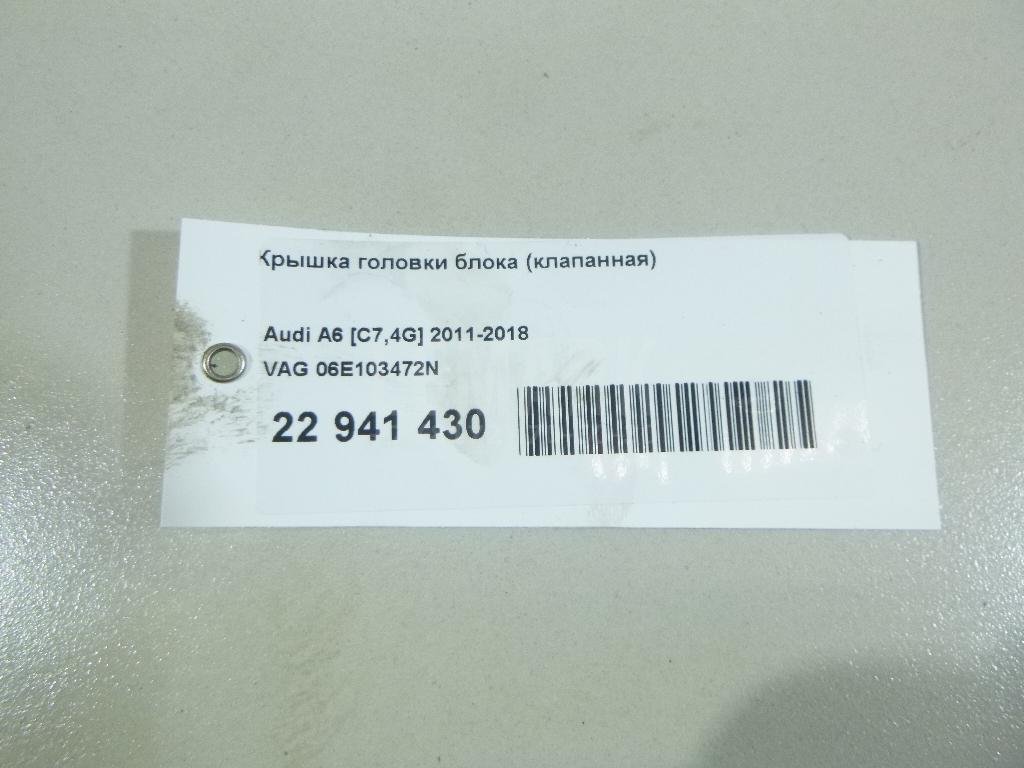 Крышка головки блока (клапанная)
Audi A6 [C7,4G] 2011-2018
VAG 06E103472N
22 941 430